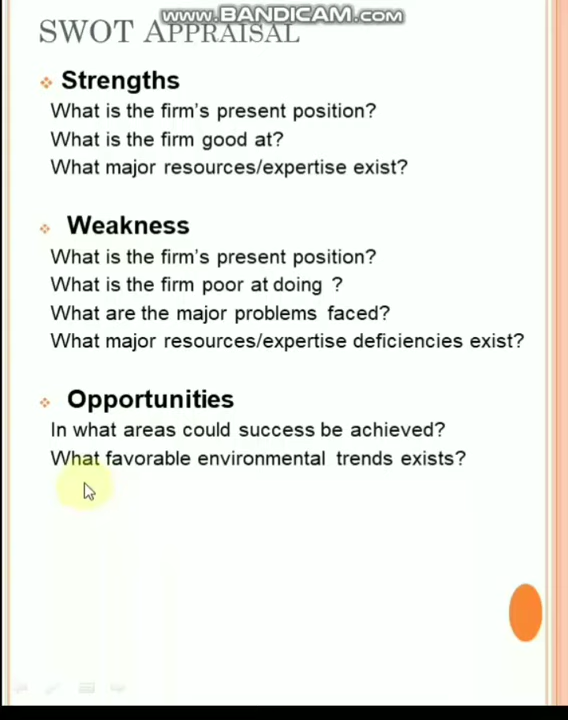 www.BANDICAM.com
SWOT APPRAISAL
Strengths
What is the firm's present position?
What is the firm good at?
What major resources/expertise exist?
Weakness
What is the firm's present position?
What is the firm poor at doing ?
What are the major problems faced?
What major resources/expertise deficiencies exist?
Opportunities
In what areas could success be achieved?
What favorable environmental trends exists?